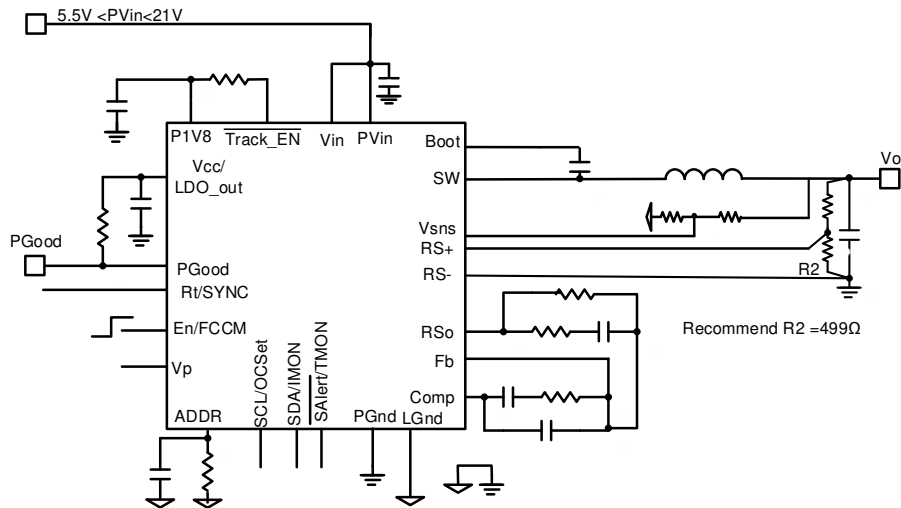 5.5V <PVin<21V
P1V8
Track_EN
Vin
PVin
Boot
Vcc/
LDO_out
SW
Vo
Vsns
PGood
RS+
PGood
RS-
R2
Rt/SYNC
En/FCCM
RSo
Recommend R2 =499Ω
Fb
Vp
Comp
ADDR
SCL/OCSet
SDA/IMON
SAlert/TMON
PGnd
LGnd